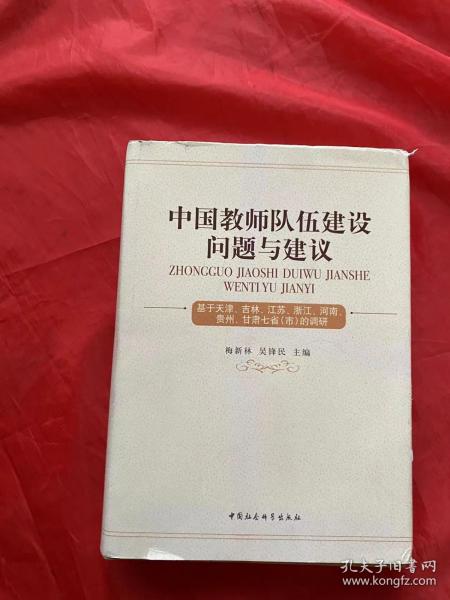 中国教师队伍建设
问题与建议
ZHONGGUO JIAOSHI DUIWU JIANSHE
WENTI YU JIANYI
基于天津、吉林、江苏、浙江、河南、
贵州、甘肃七省（市）的调研
梅新林 吴锋民 主编
中国社会科学出版社
孔夫子旧书网
www.kongfz.com